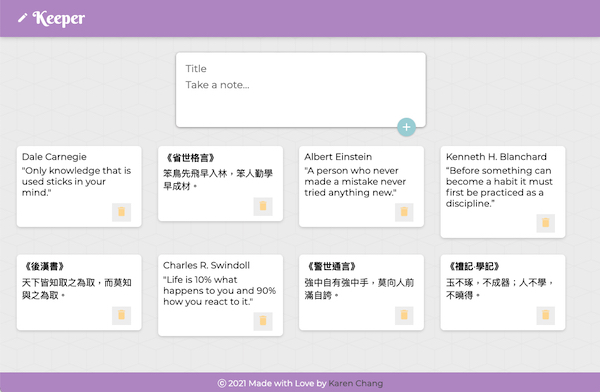 Keeper
Title
Take a note...
Dale Carnegie
"Only knowledge that is
used sticks in your
mind."
《省世格言》
笨鳥先飛早入林，笨人勤學
早成材。
Albert Einstein
"A person who never
made a mistake never
tried anything new."
Kenneth H. Blanchard
“Before something can
become a habit it must
first be practiced as a
discipline.”
《後漢書》
天下皆知取之為取，而莫知
與之為取。
Charles R. Swindoll
"Life is 10% what
happens to you and 90%
how you react to it."
《警世通言》
強中自有強中手，莫向人前
滿自誇。
《禮記·學記》
玉不琢，不成器；人不學，
不曉得。
ⓒ 2021 Made with Love by Karen Chang